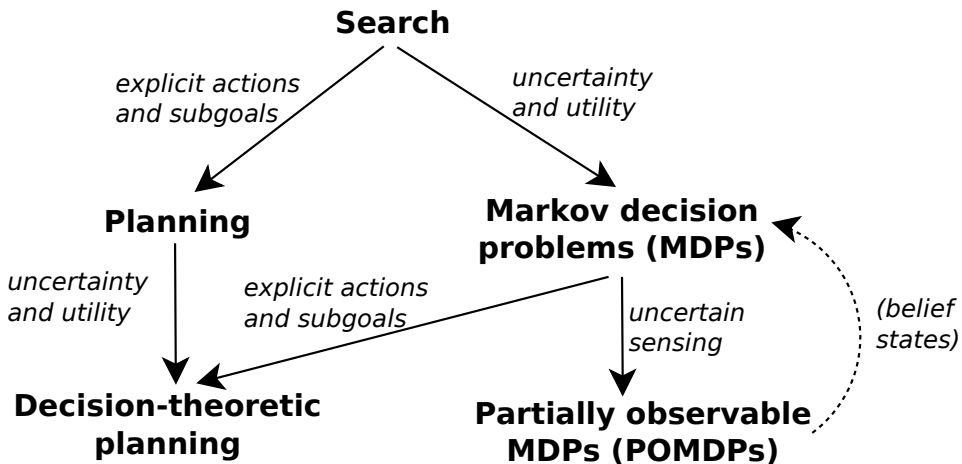 Search
explicit actions
and subgoals
uncertainty
and utility
Planning
Markov decision
problems (MDPs)
uncertainty
and utility
explicit actions
and subgoals
uncertain
sensing
(belief
states)
Decision-theoretic
planning
Partially observable
MDPs (POMDPs)